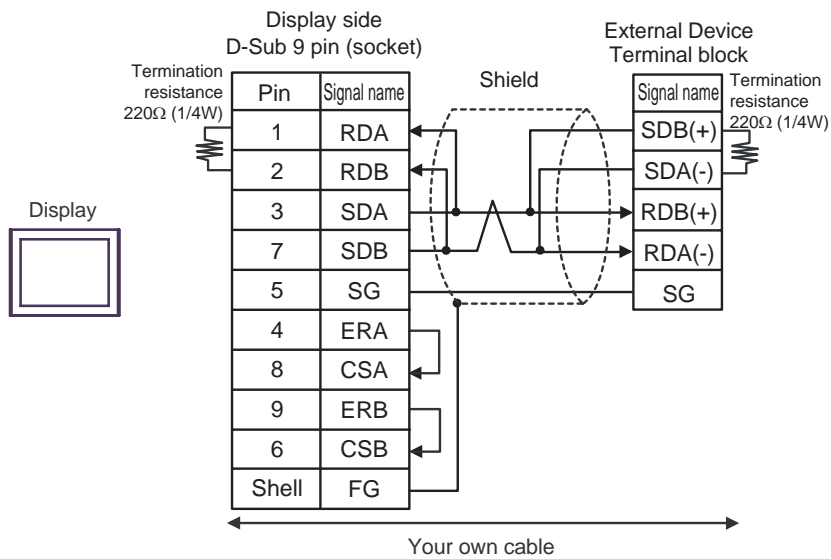 Display side
D-Sub 9 pin (socket)
External Device
Terminal block
Termination
resistance
220Ω (1/4W)
Shield
Termination
resistance
220Ω (1/4W)
Pin Signal name
1 RDA
2 RDB
3 SDA
7 SDB
5 SG
4 ERA
8 CSA
9 ERB
6 CSB
Shell FG
Signal name
SDB(+)
SDA(-)
RDB(+)
RDA(-)
SG
Display
Your own cable